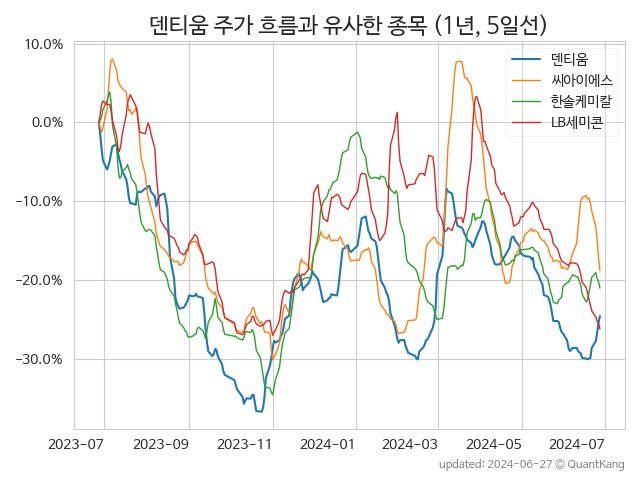 덴티움 주가 흐름과 유사한 종목 (1년, 5일선)
10.0%
0.0%
−10.0%
−20.0%
−30.0%
덴티움
씨아이에스
한솔케미칼
LB세미콘
2023-07 2023-09 2023-11 2024-01 2024-03 2024-05 2024-07
updated: 2024-06-27 © QuantKang